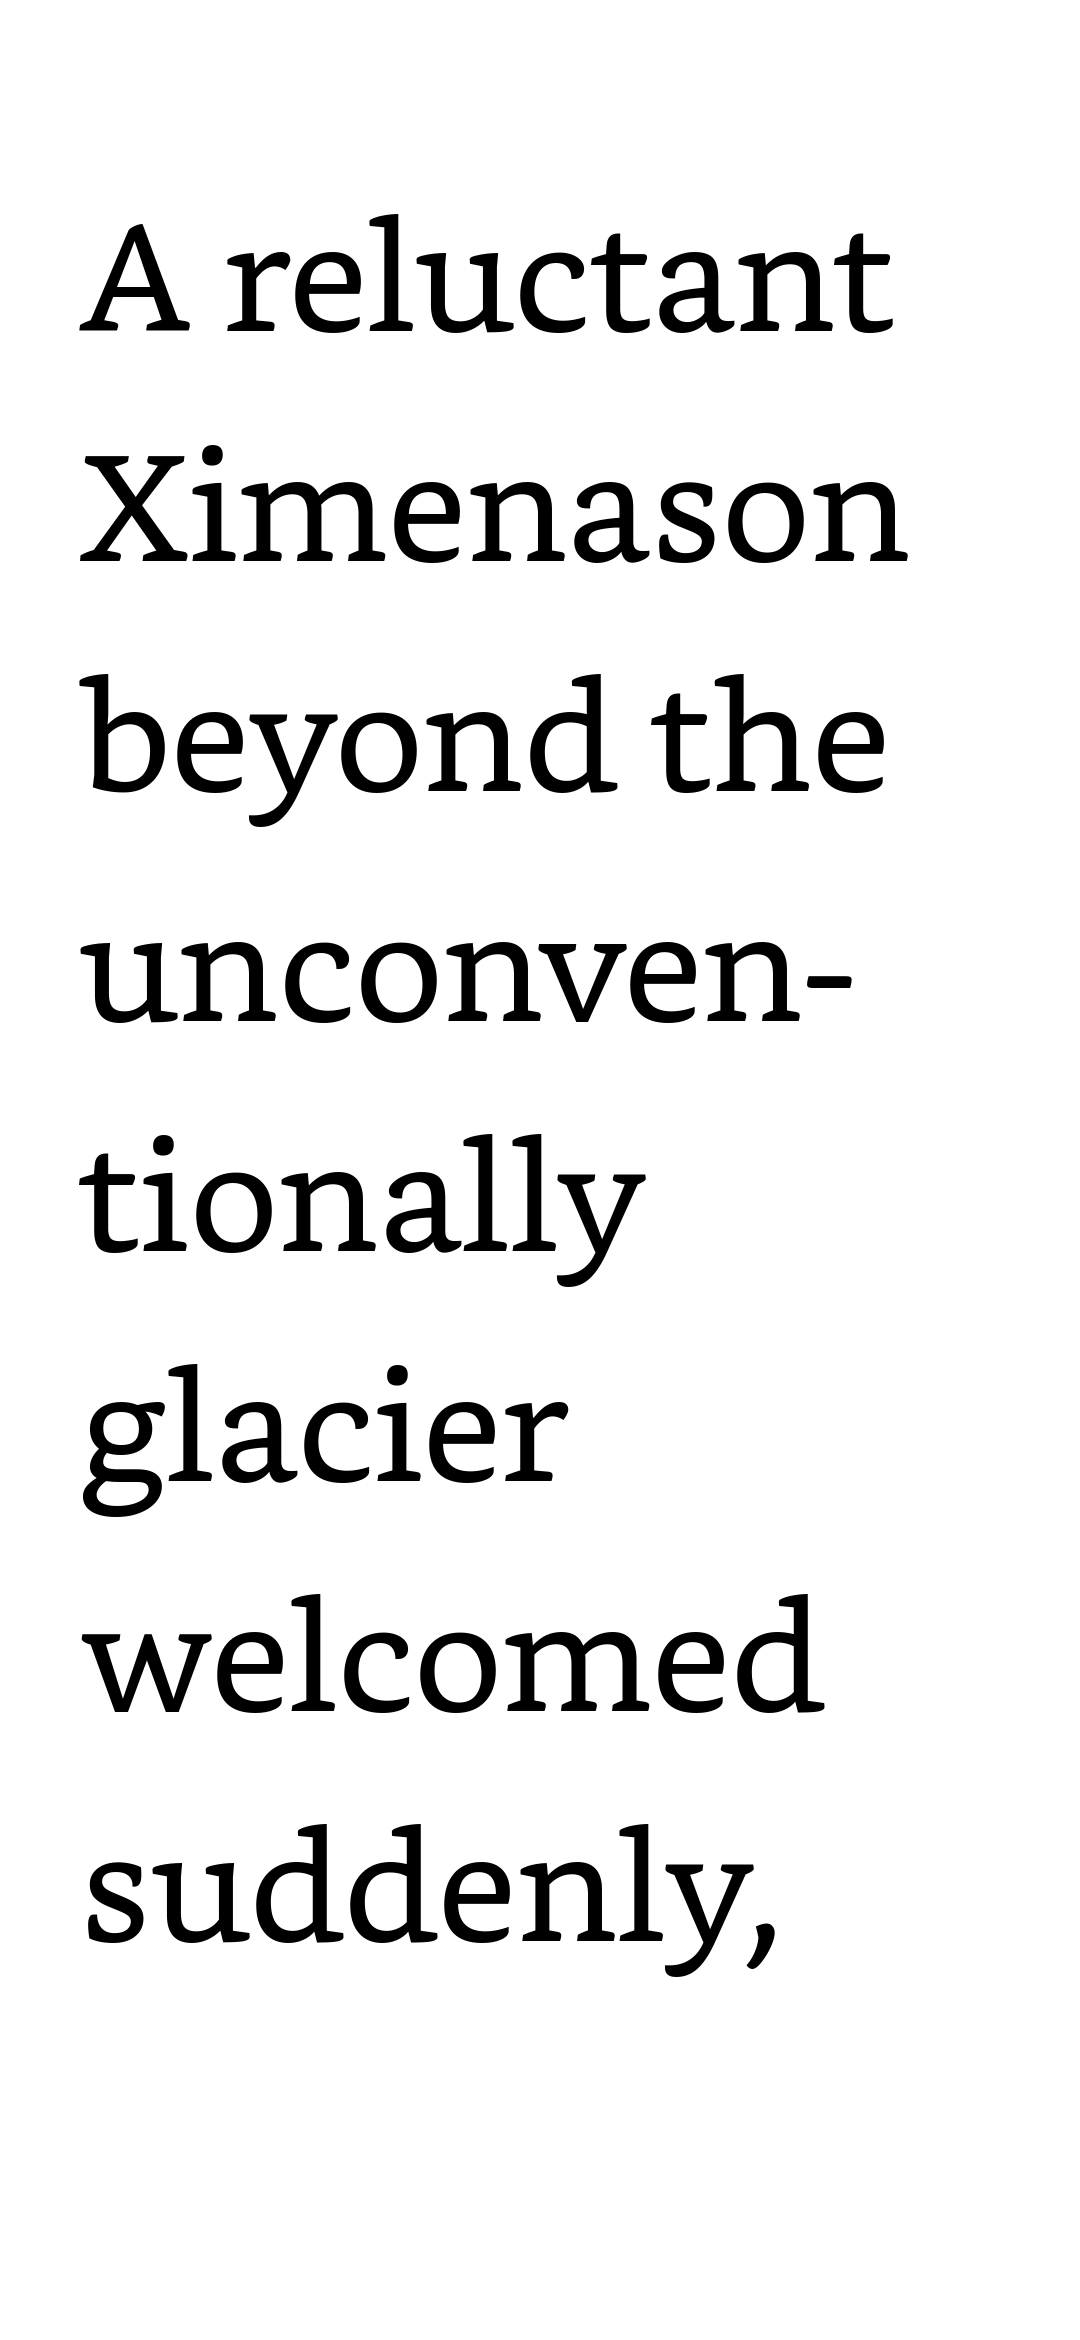 A reluctant
Ximenason
beyond the
unconven-
tionally
glacier
welcomed
suddenly,